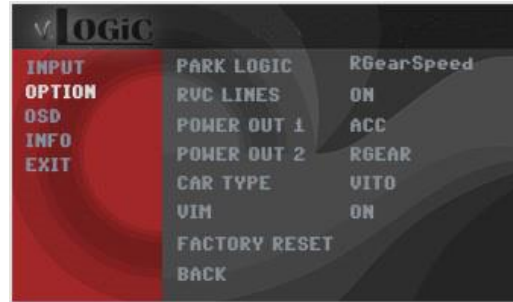 v.LOGiC
INPUT
OPTION
OSD
INFO
EXIT
PARK LOGIC RGearSpeed
RVC LINES ON
POWER OUT 1 ACC
POWER OUT 2 RGEAR
CAR TYPE VITO
VIM ON
FACTORY RESET
BACK